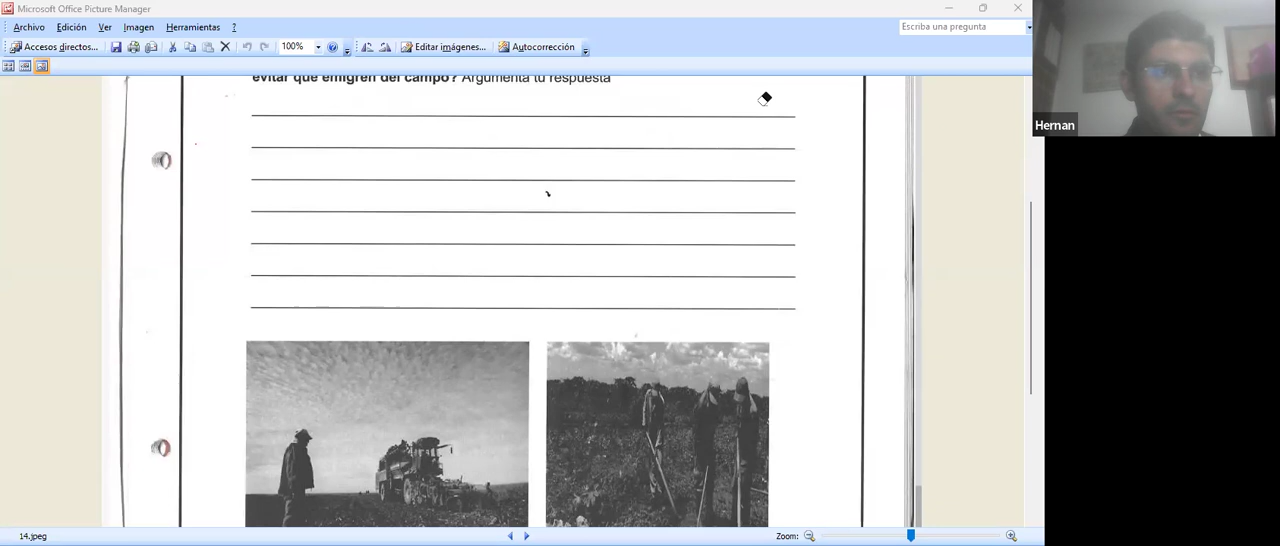 Microsoft Office Picture Manager
Archivo Edición Ver Imagen Herramientas ?
Escriba una pregunta
Accesos directos... 100% Editar imágenes... Autocorrección
evitar que emigren del campo? Argumenta tu respuesta
Hernan
14.jpeg
Zoom: